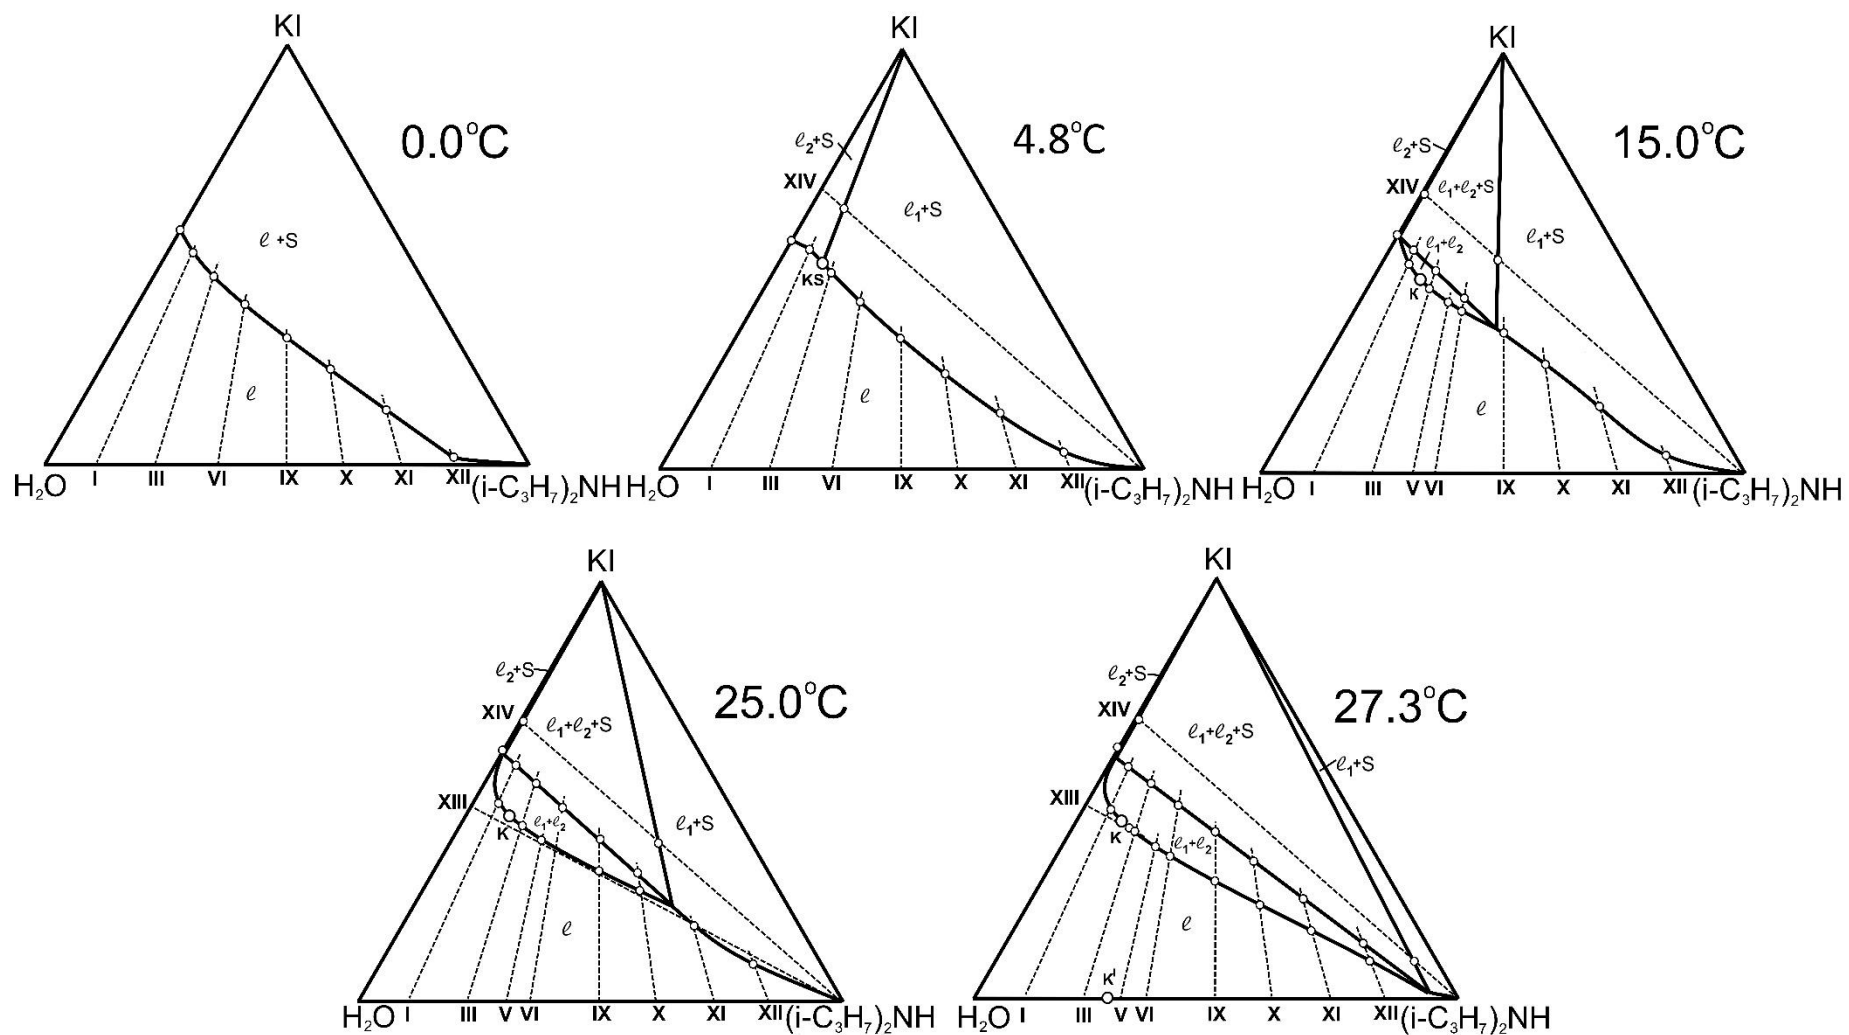 KI
0.0°C
ℓ+S
ℓ
H₂O I III VI IX X XI XII (i-C₃H₇)₂NH
KI
4.8°C
ℓ₂+S
XIV
ℓ₁+S
KS
ℓ
H₂O I III VI IX X XI XII (i-C₃H₇)₂NH
KI
15.0°C
ℓ₂+S
XIV
ℓ₁+ℓ₂+S
ℓ₁+S
ℓ₁+ℓ₂
K
ℓ
H₂O I III V VI IX X XI XII (i-C₃H₇)₂NH
KI
25.0°C
ℓ₂+S
XIV
ℓ₁+ℓ₂+S
XIII
ℓ₁+S
K
ℓ₁+ℓ₂
ℓ
H₂O I III V VI IX X XI XII (i-C₃H₇)₂NH
KI
27.3°C
ℓ₂+S
XIV
ℓ₁+ℓ₂+S
ℓ₁+S
XIII
K
ℓ₁+ℓ₂
ℓ
Kᴵ
H₂O I III V VI IX X XI XII (i-C₃H₇)₂NH